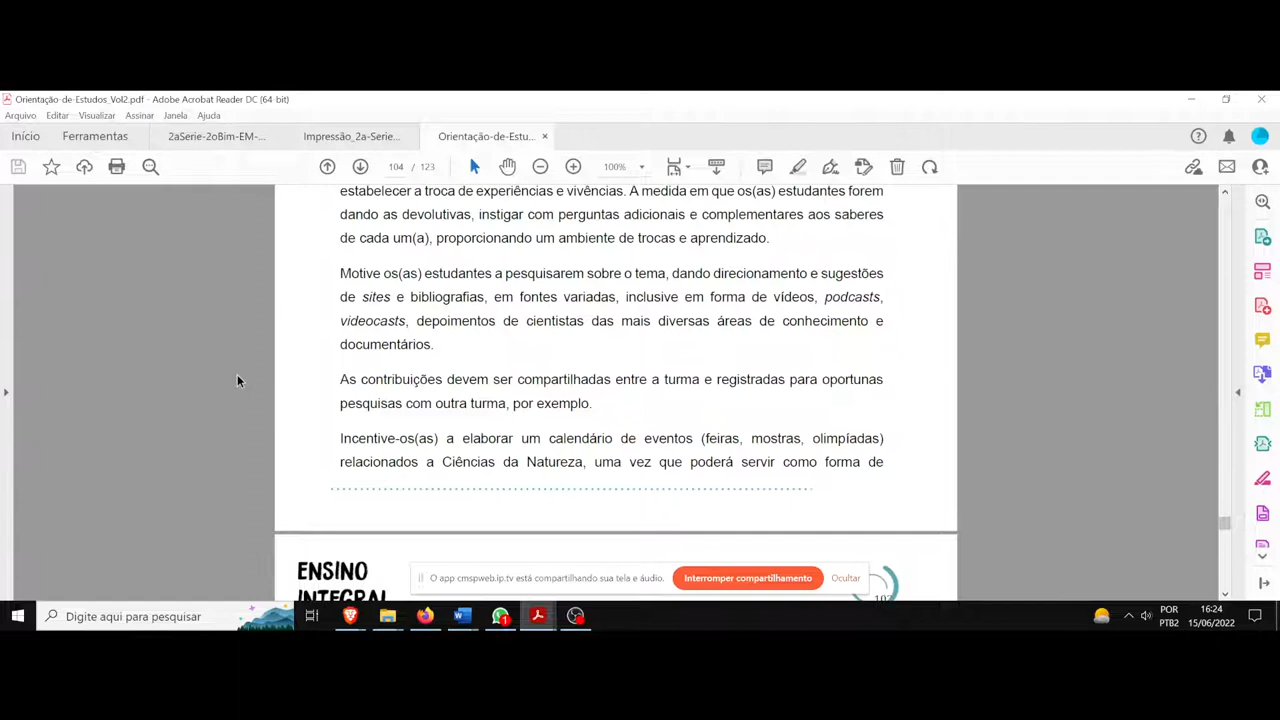 Orientação-de-Estudos_Vol2.pdf - Adobe Acrobat Reader DC (64-bit)
Arquivo Editar Visualizar Assinar Janela Ajuda
Início Ferramentas 2aSerie-2oBim-EM-... Impressão_2a-Serie... Orientação-de-Estu... ×
104 / 123 100%
estabelecer a troca de experiências e vivências. A medida em que os(as) estudantes forem
dando as devolutivas, instigar com perguntas adicionais e complementares aos saberes
de cada um(a), proporcionando um ambiente de trocas e aprendizado.
Motive os(as) estudantes a pesquisarem sobre o tema, dando direcionamento e sugestões
de sites e bibliografias, em fontes variadas, inclusive em forma de vídeos, podcasts,
videocasts, depoimentos de cientistas das mais diversas áreas de conhecimento e
documentários.
As contribuições devem ser compartilhadas entre a turma e registradas para oportunas
pesquisas com outra turma, por exemplo.
Incentive-os(as) a elaborar um calendário de eventos (feiras, mostras, olimpíadas)
relacionados a Ciências da Natureza, uma vez que poderá servir como forma de
ENSINO
INTEGRAL
O app cmspweb.ip.tv está compartilhando sua tela e áudio. Interromper compartilhamento Ocultar
Digite aqui para pesquisar
1
POR
PTB2
16:24
15/06/2022